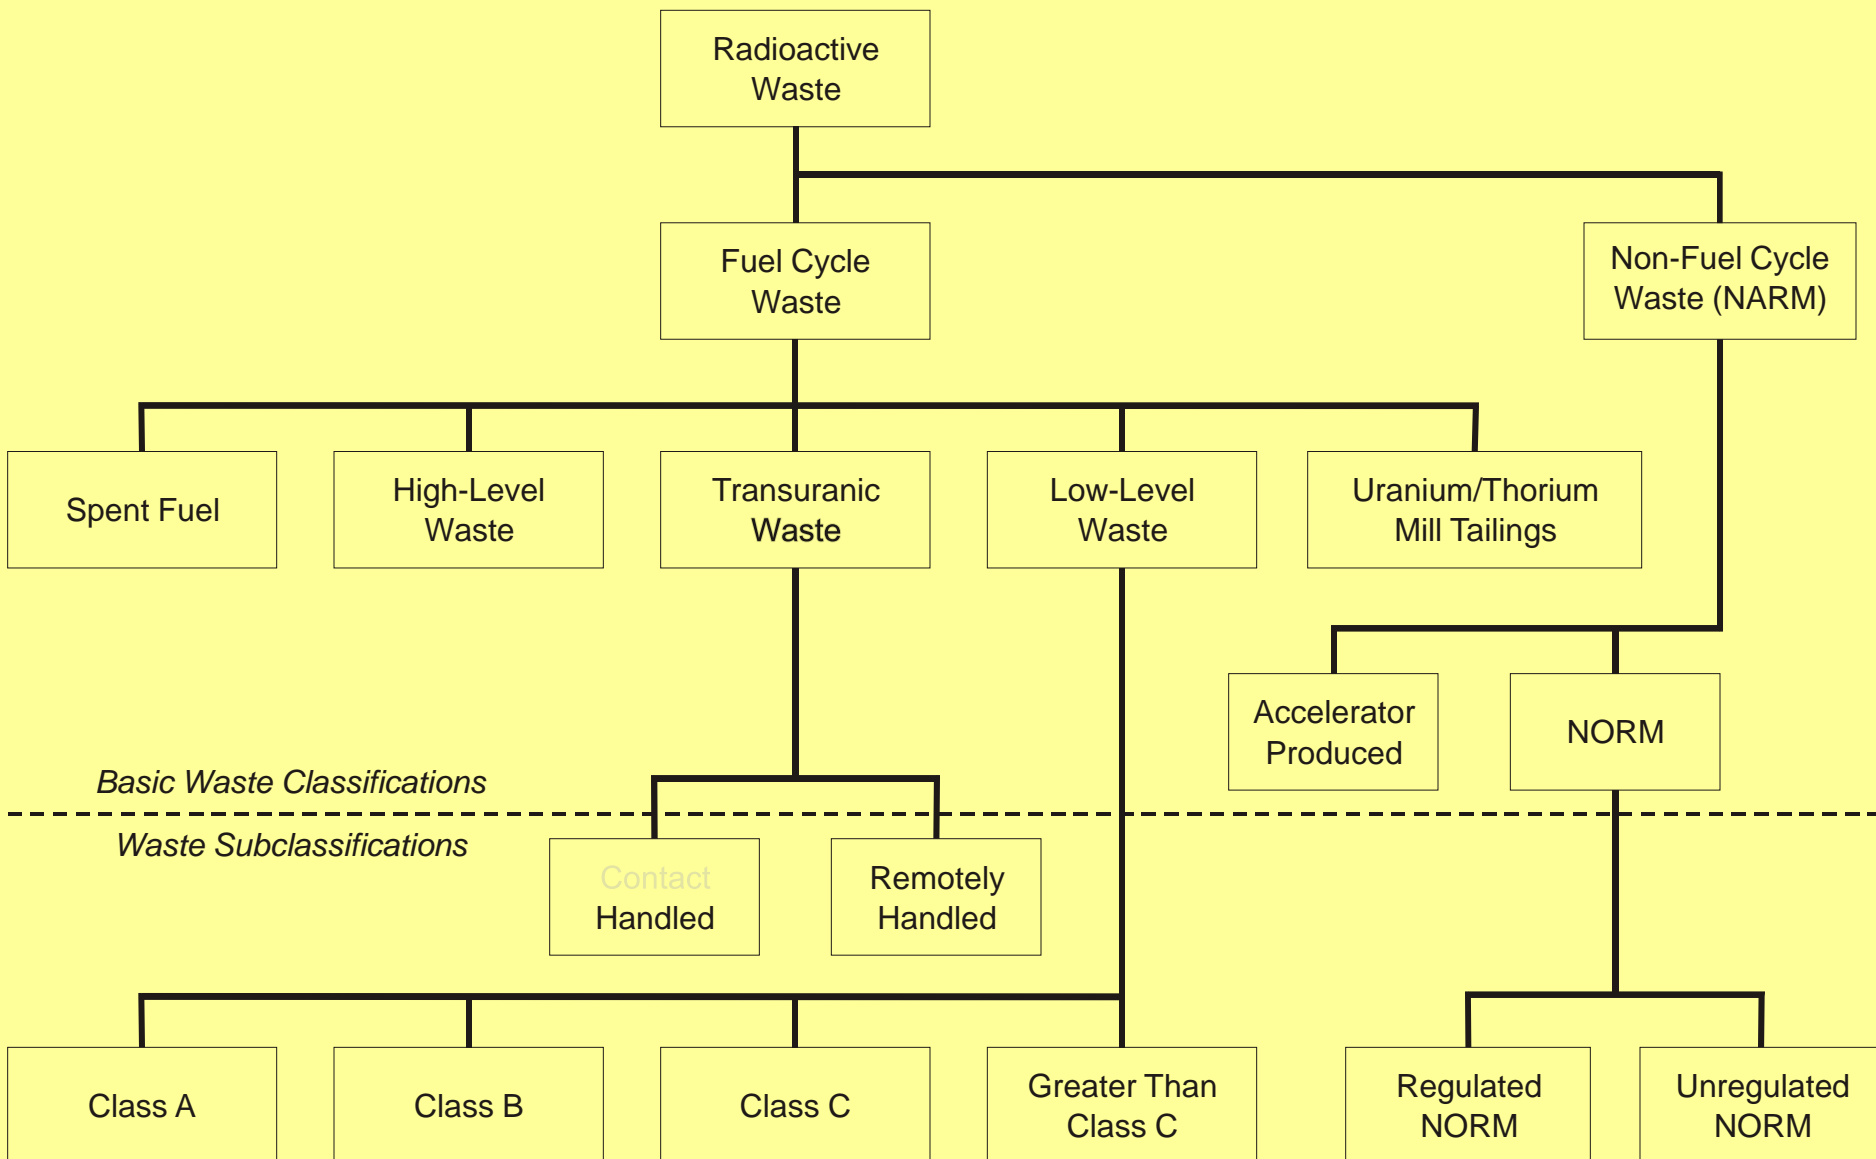 Radioactive
Waste
Fuel Cycle
Waste
Non-Fuel Cycle
Waste (NARM)
Spent Fuel
High-Level
Waste
Transuranic
Waste
Low-Level
Waste
Uranium/Thorium
Mill Tailings
Accelerator
Produced
NORM
Basic Waste Classifications
Waste Subclassifications
Contact
Handled
Remotely
Handled
Class A
Class B
Class C
Greater Than
Class C
Regulated
NORM
Unregulated
NORM